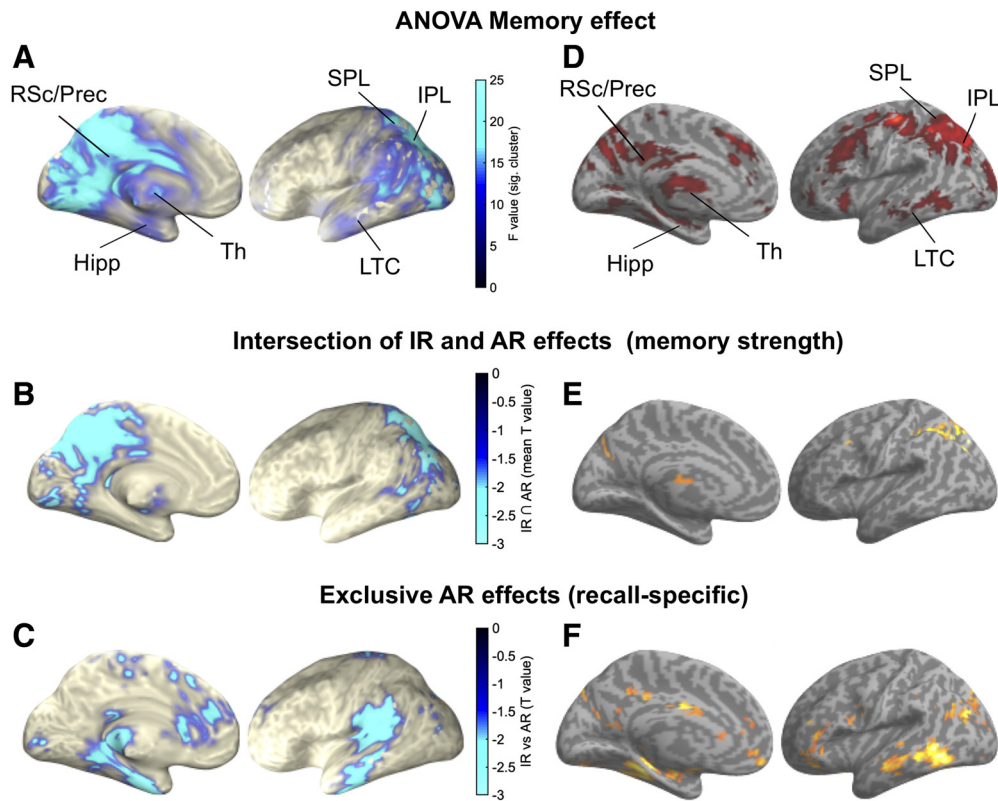 ANOVA Memory effect
A
RSc/Prec
SPL
IPL
Hipp
Th
LTC
25
20
15
10
5
0
F value (sig. cluster)
D
RSc/Prec
SPL
IPL
Hipp
Th
LTC
Intersection of IR and AR effects (memory strength)
B
0
-0.5
-1
-1.5
-2
-2.5
-3
IR ∩ AR (mean T value)
E
Exclusive AR effects (recall-specific)
C
0
-0.5
-1
-1.5
-2
-2.5
-3
IR vs AR (T value)
F